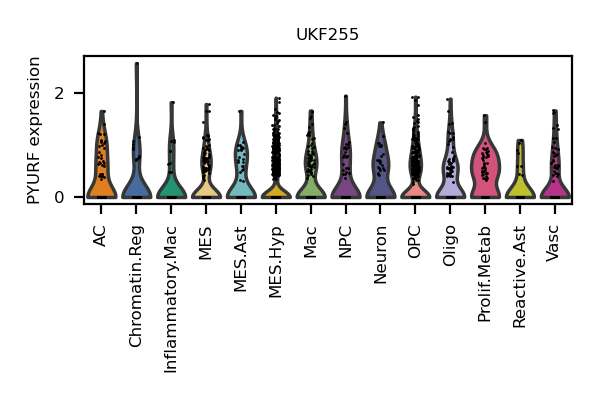 UKF255
PYURF expression
2
0
AC
Chromatin.Reg
Inflammatory.Mac
MES
MES.Ast
MES.Hyp
Mac
NPC
Neuron
OPC
Oligo
Prolif.Metab
Reactive.Ast
Vasc